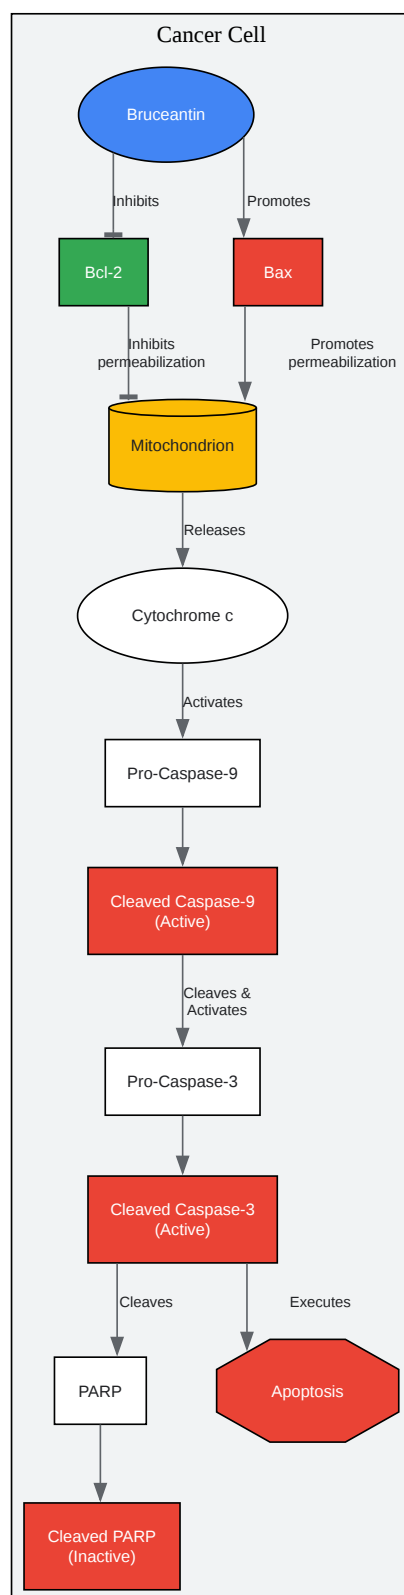 Cancer Cell
Bruceantin
Inhibits
Promotes
Bcl-2
Bax
Inhibits
permeabilization
Promotes
permeabilization
Mitochondrion
Releases
Cytochrome c
Activates
Pro-Caspase-9
Cleaved Caspase-9
(Active)
Cleaves &
Activates
Pro-Caspase-3
Cleaved Caspase-3
(Active)
Cleaves
Executes
PARP
Apoptosis
Cleaved PARP
(Inactive)